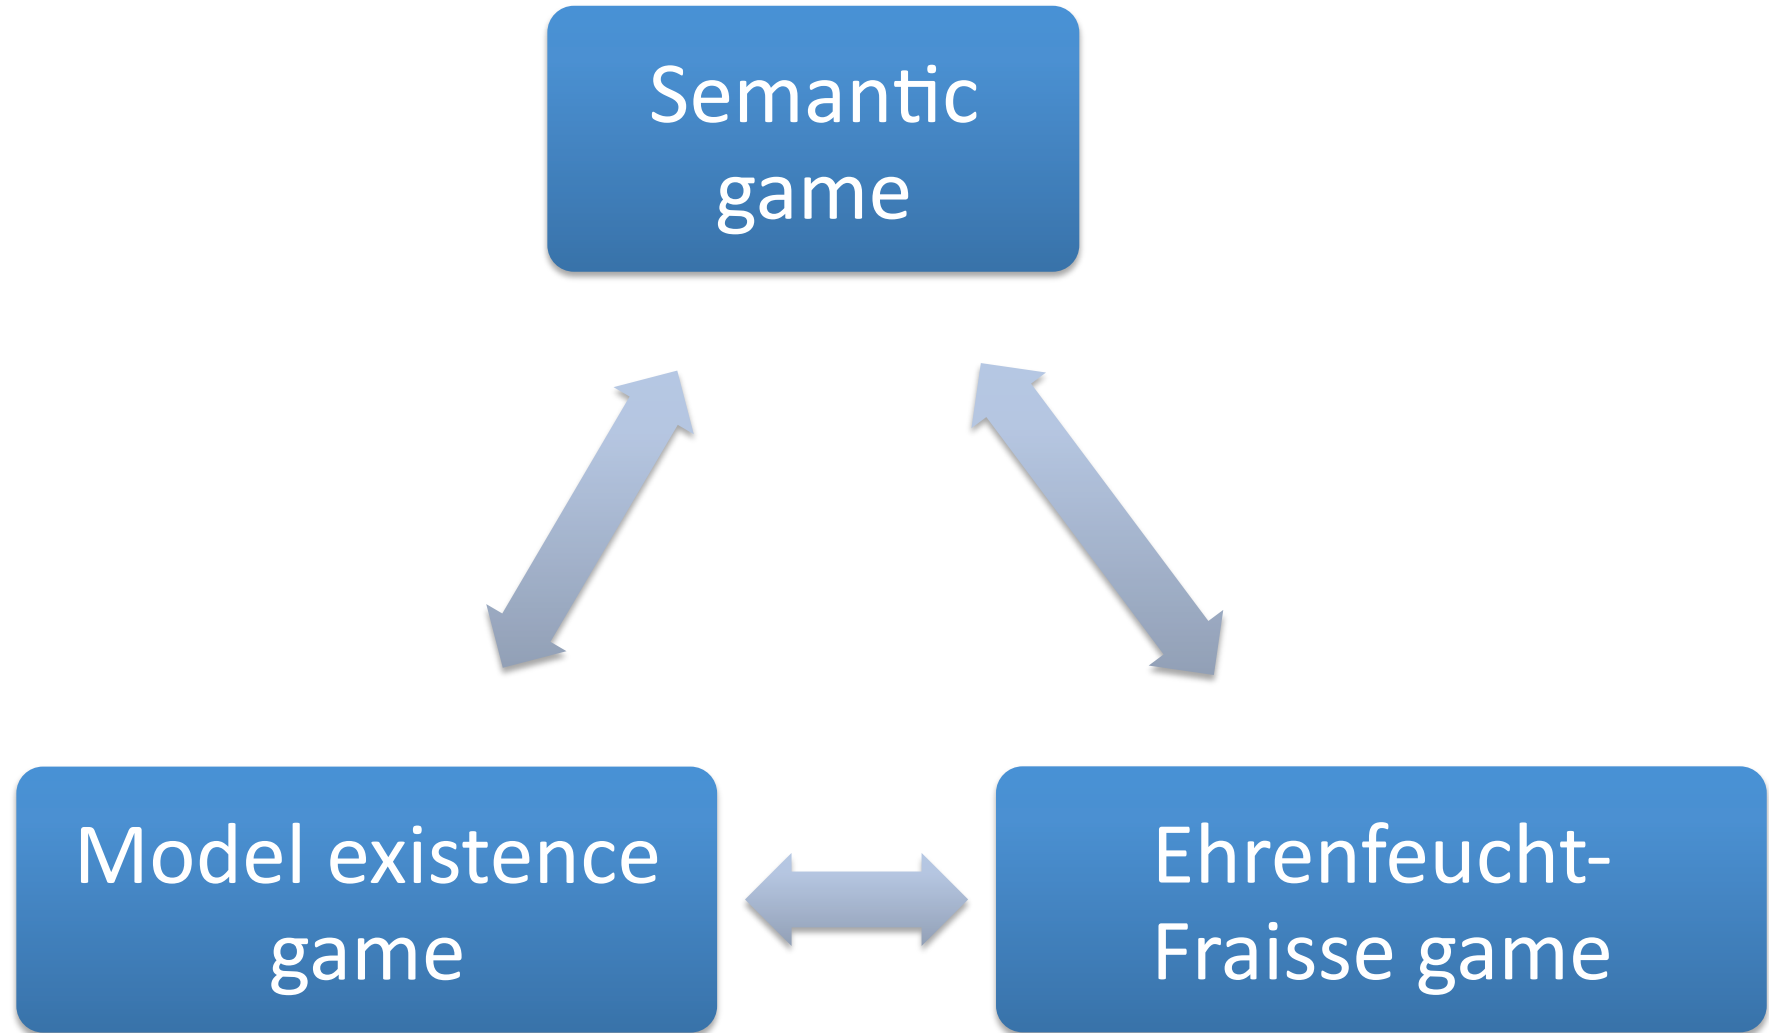 Semantic
game
Model existence
game
Ehrenfeucht-
Fraisse game